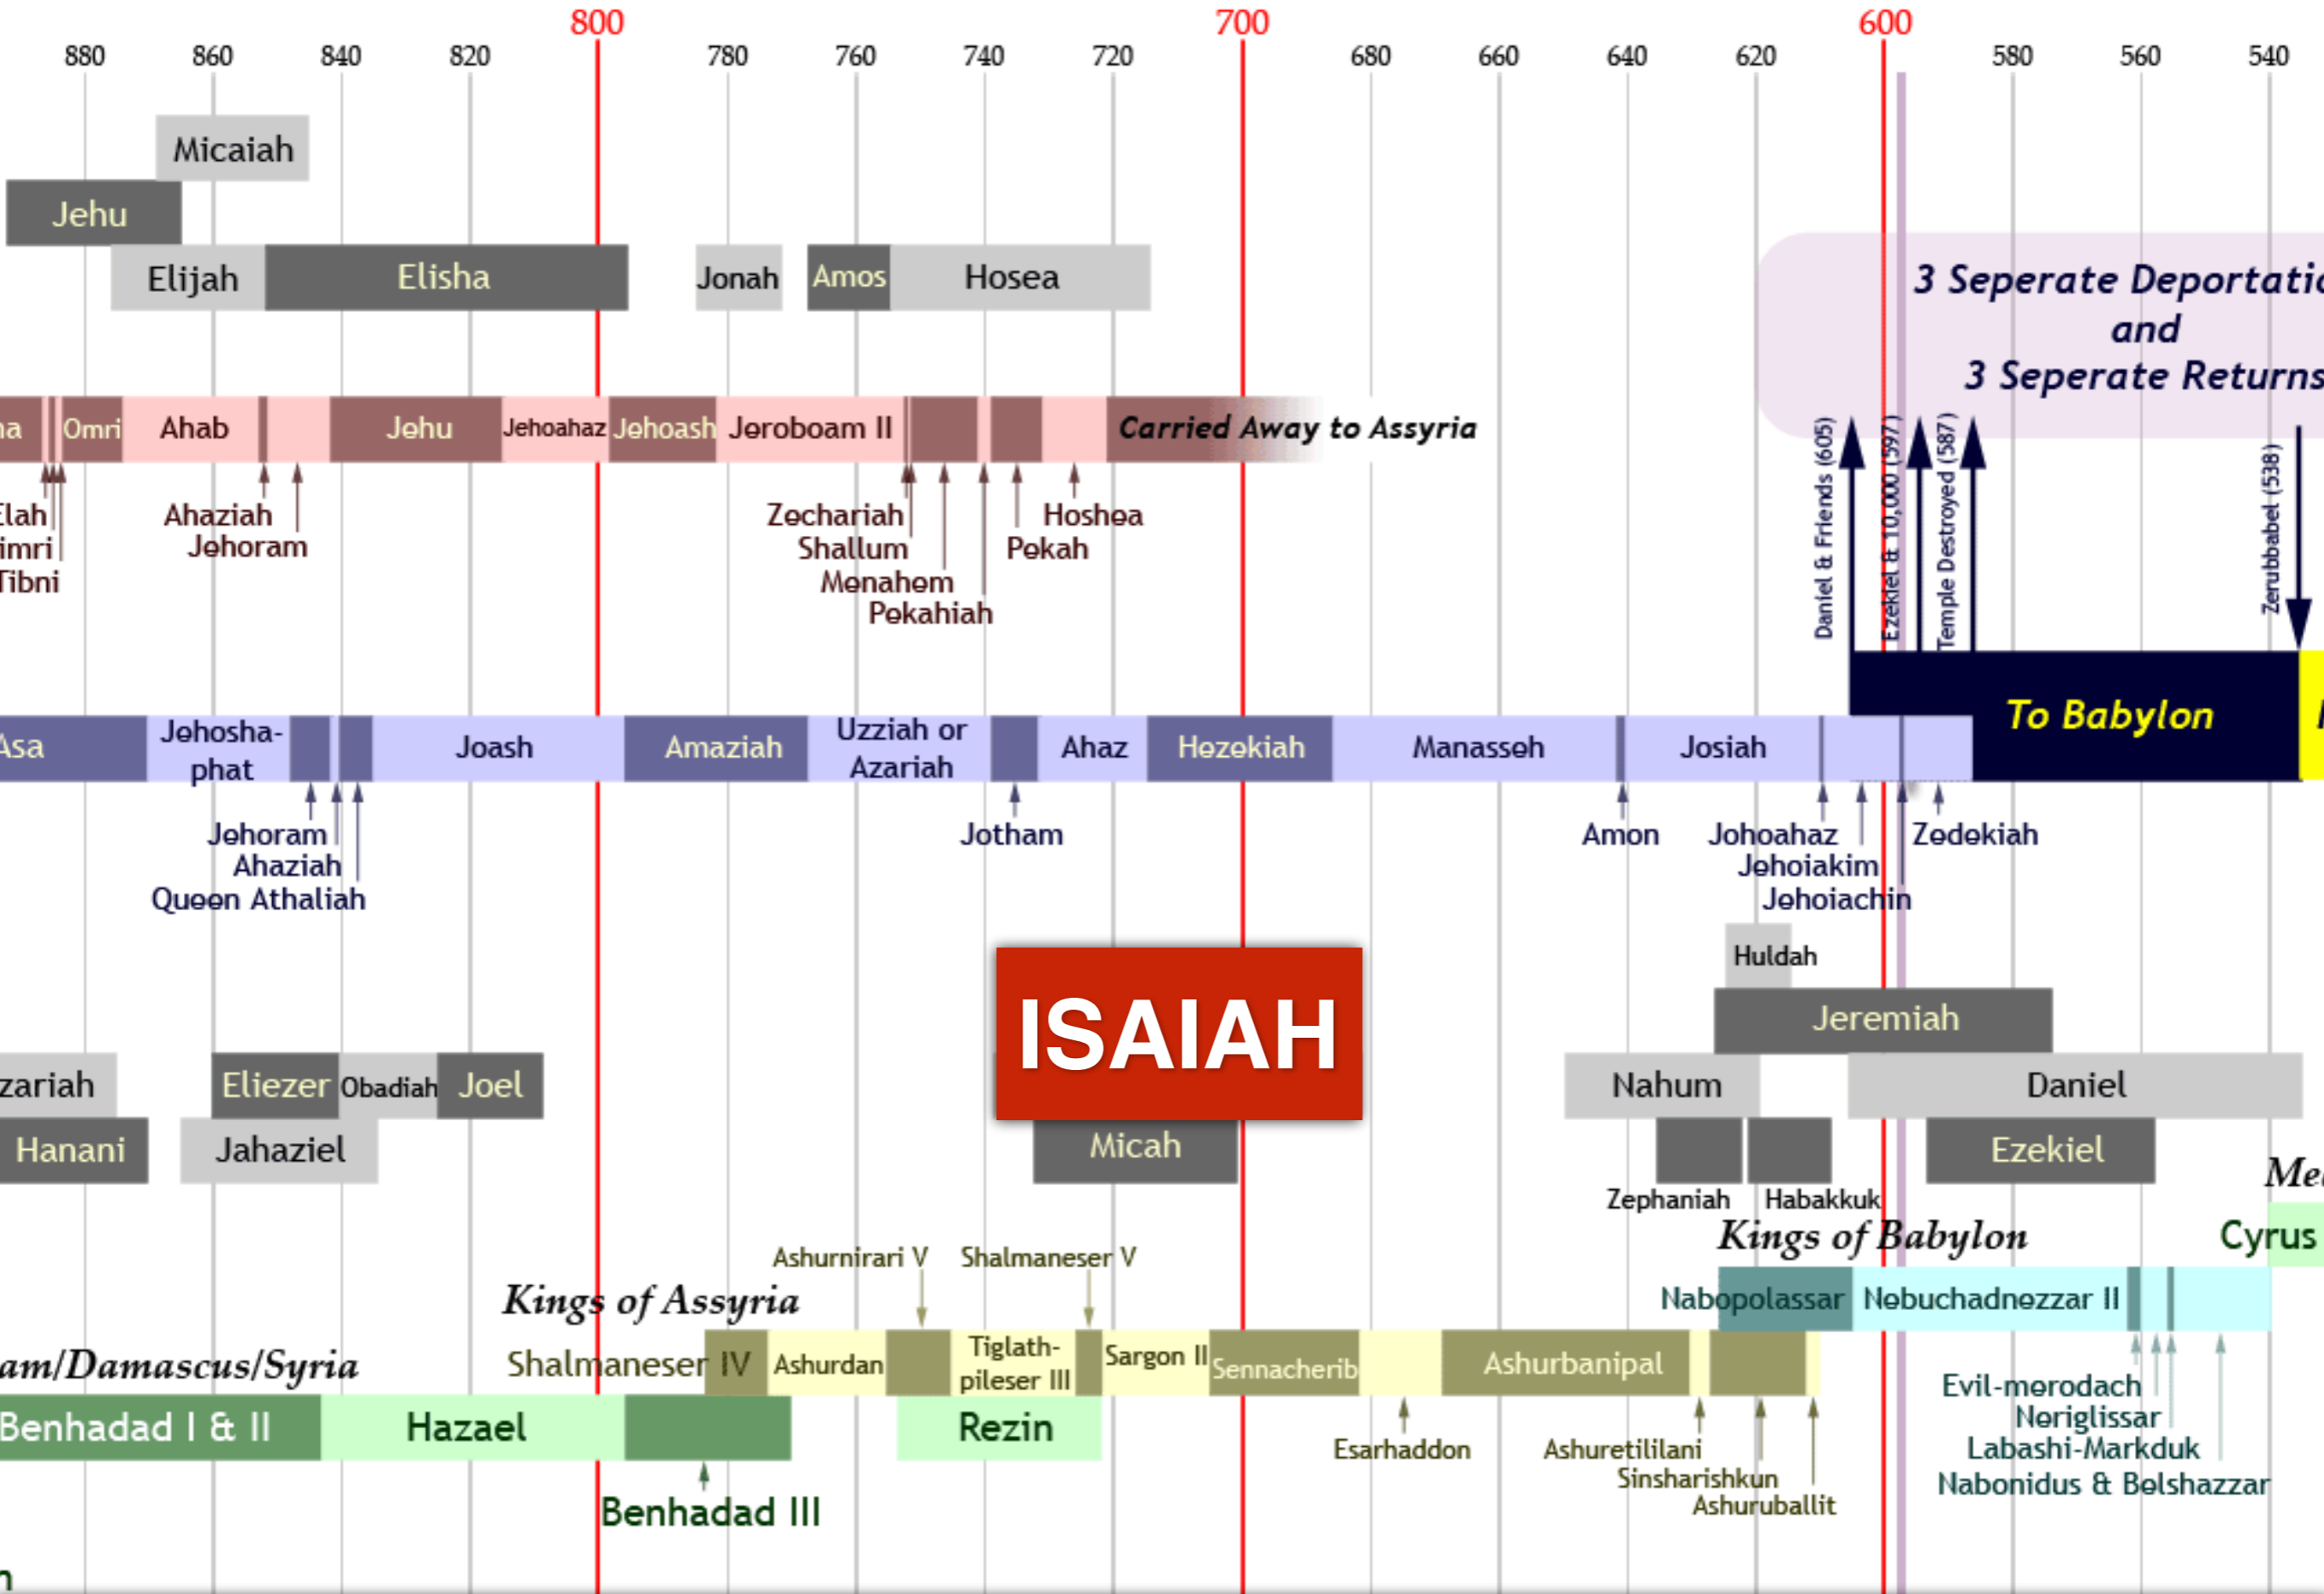 800
700
600
880
860
840
820
780
760
740
720
680
660
640
620
580
560
540
Micaiah
Jehu
Elijah
Elisha
Jonah
Amos
Hosea
3 Seperate Deportatio
and
3 Seperate Returns
Omri
Ahab
Jehu
Jehoahaz
Jehoash
Jeroboam II
Carried Away to Assyria
Elah
Ahaziah
Jehoram
Tibni
Zechariah
Shallum
Menahem
Pekahiah
Hoshea
Pekah
Daniel & Friends (605)
Ezekiel & 10,000 (597)
Temple Destroyed (587)
Zerubbabel (538)
To Babylon
Asa
Jehosha-
phat
Joash
Amaziah
Uzziah or
Azariah
Ahaz
Hezekiah
Manasseh
Josiah
Jehoram
Ahaziah
Queen Athaliah
Jotham
Amon
Johoahaz
Jehoiakim
Jehoiachin
Zedekiah
ISAIAH
Huldah
Jeremiah
zariah
Eliezer
Obadiah
Joel
Nahum
Daniel
Hanani
Jahaziel
Micah
Ezekiel
Zephaniah
Habakkuk
Me
Kings of Babylon
Cyrus
Ashurnirari V
Shalmaneser V
Kings of Assyria
Nabopolassar
Nebuchadnezzar II
am/Damascus/Syria
Shalmaneser IV
Ashurdan
Tiglath-
pileser III
Sargon II
Sennacherib
Ashurbanipal
Benhadad I & II
Hazael
Rezin
Evil-merodach
Neriglissar
Labashi-Markduk
Nabonidus & Belshazzar
Esarhaddon
Ashuretililani
Sinsharishkun
Ashuruballit
Benhadad III